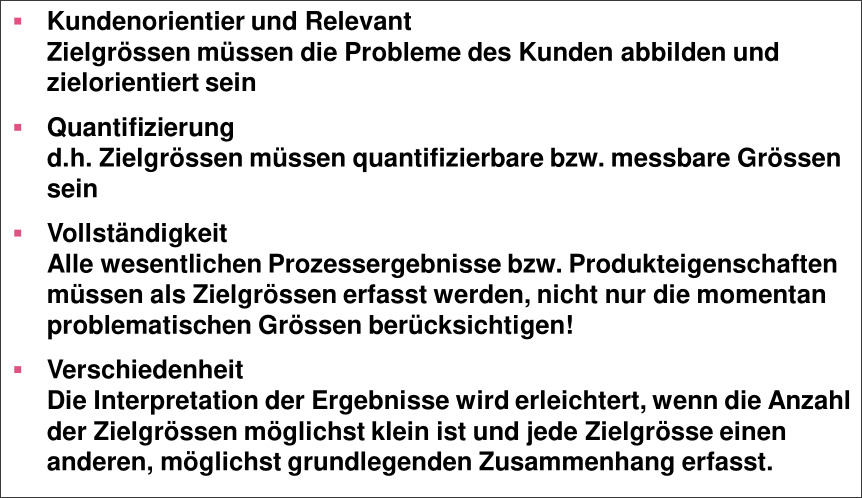 ▪ Kundenorientier und Relevant
Zielgrössen müssen die Probleme des Kunden abbilden und
zielorientiert sein
▪ Quantifizierung
d.h. Zielgrössen müssen quantifizierbare bzw. messbare Grössen
sein
▪ Vollständigkeit
Alle wesentlichen Prozessergebnisse bzw. Produkteigenschaften
müssen als Zielgrössen erfasst werden, nicht nur die momentan
problematischen Grössen berücksichtigen!
▪ Verschiedenheit
Die Interpretation der Ergebnisse wird erleichtert, wenn die Anzahl
der Zielgrössen möglichst klein ist und jede Zielgrösse einen
anderen, möglichst grundlegenden Zusammenhang erfasst.